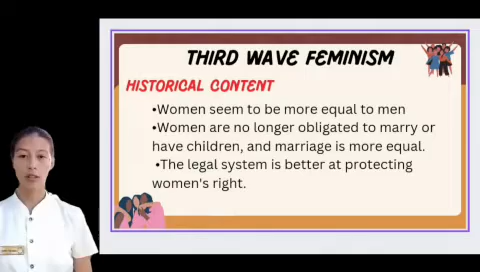 THIRD WAVE FEMINISM
HISTORICAL CONTENT
•Women seem to be more equal to men
•Women are no longer obligated to marry or
have children, and marriage is more equal.
•The legal system is better at protecting
women's right.